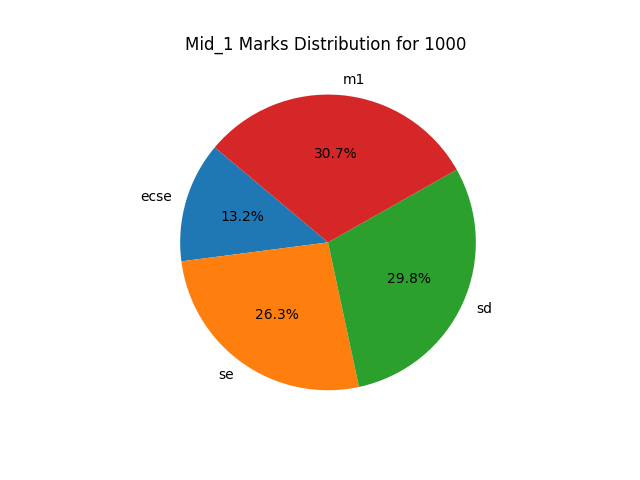 Mid_1 Marks Distribution for 1000
m1
30.7%
ecse
13.2%
29.8%
sd
26.3%
se